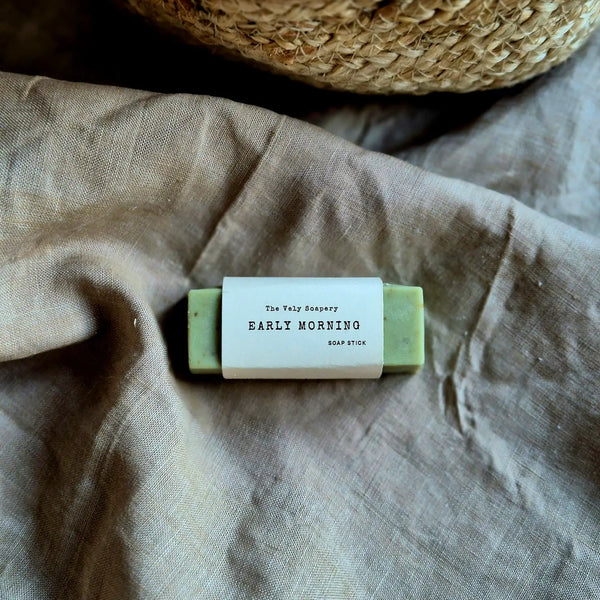 The Vely Soapery
EARLY MORNING
SOAP STICK